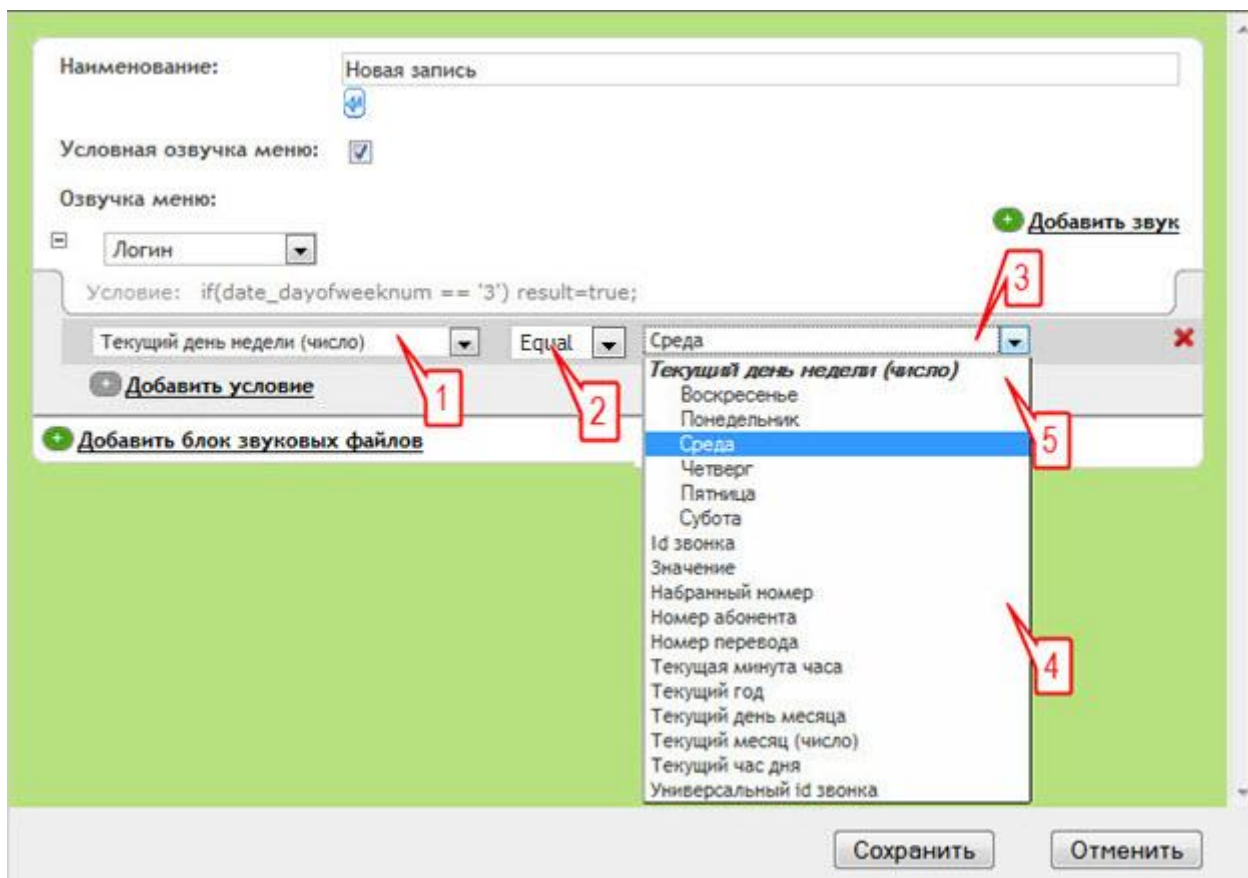 Наименование: Новая запись
Условная озвучка меню:
Озвучка меню:
Добавить звук
Логин
Условие: if(date_dayofweeknum == '3') result=true;
3
Текущий день недели (число) Equal Среда
Добавить условие
1
2
Текущий день недели (число)
Воскресенье
Понедельник
Среда
5
Четверг
Пятница
Субота
Добавить блок звуковых файлов
Id звонка
Значение
Набранный номер
Номер абонента
Номер перевода
Текущая минута часа
4
Текущий год
Текущий день месяца
Текущий месяц (число)
Текущий час дня
Универсальный id звонка
Сохранить Отменить